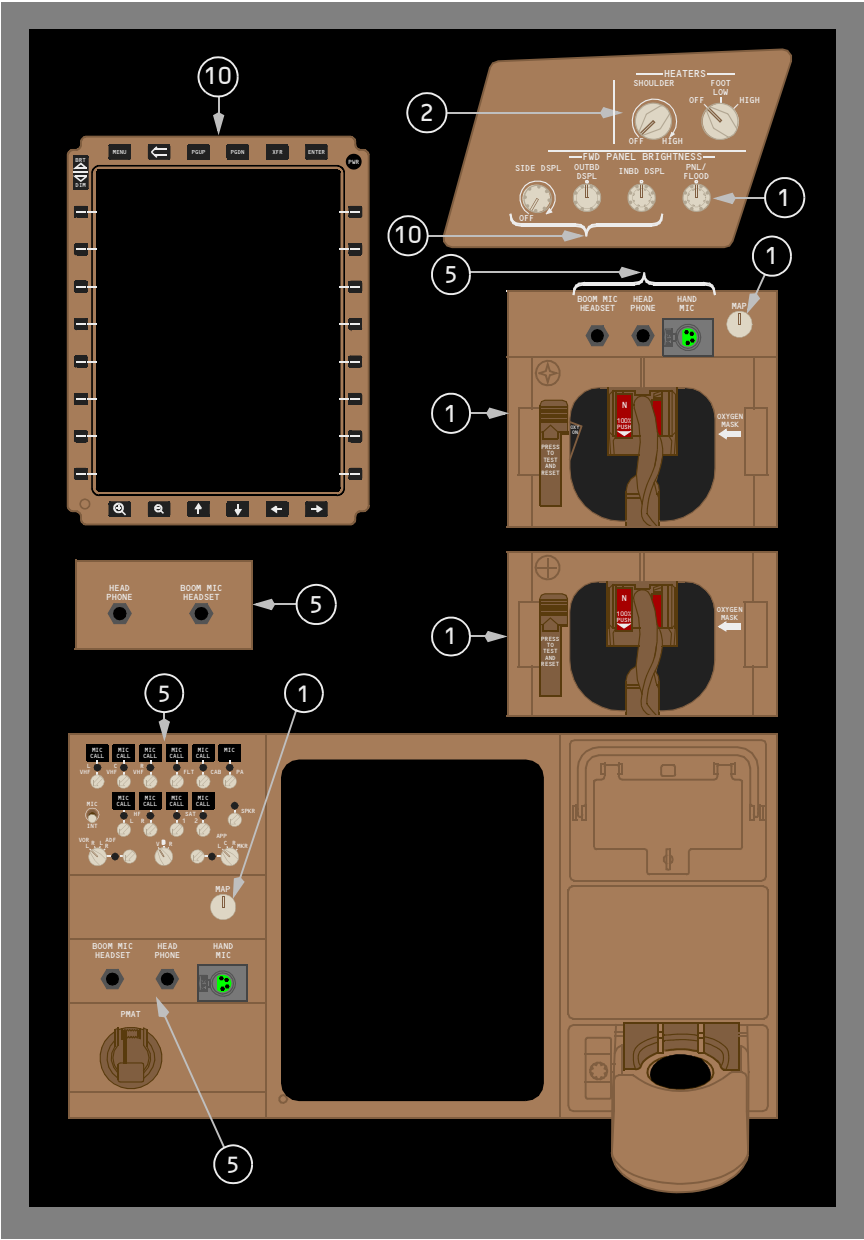 10
MENU
PGUP
PGDN
XFR
ENTER
BRT
DIM
PWR
HEATERS
SHOULDER
FOOT
LOW
OFF
HIGH
OFF
HIGH
2
FWD PANEL BRIGHTNESS
SIDE DSPL
OUTBD
DSPL
INBD DSPL
PNL/
FLOOD
OFF
1
10
5
1
BOOM MIC
HEADSET
HEAD
PHONE
HAND
MIC
MAP
1
N
100%
PUSH
OXY
ON
PRESS
TO
TEST
AND
RESET
OXYGEN
MASK
HEAD
PHONE
BOOM MIC
HEADSET
5
1
N
100%
PUSH
PRESS
TO
TEST
AND
RESET
OXYGEN
MASK
5
1
MIC
CALL
MIC
CALL
MIC
CALL
MIC
CALL
MIC
CALL
MIC
L
VHF
C
VHF
R
VHF
FLT
CAB
PA
MIC
CALL
MIC
CALL
MIC
CALL
MIC
CALL
MIC
INT
HF
L
R
SAT
1
2
SPKR
VOR
L
R
L
ADF
R
V
B
R
APP
L
C
R
MKR
MAP
BOOM MIC
HEADSET
HEAD
PHONE
HAND
MIC
PMAT
5